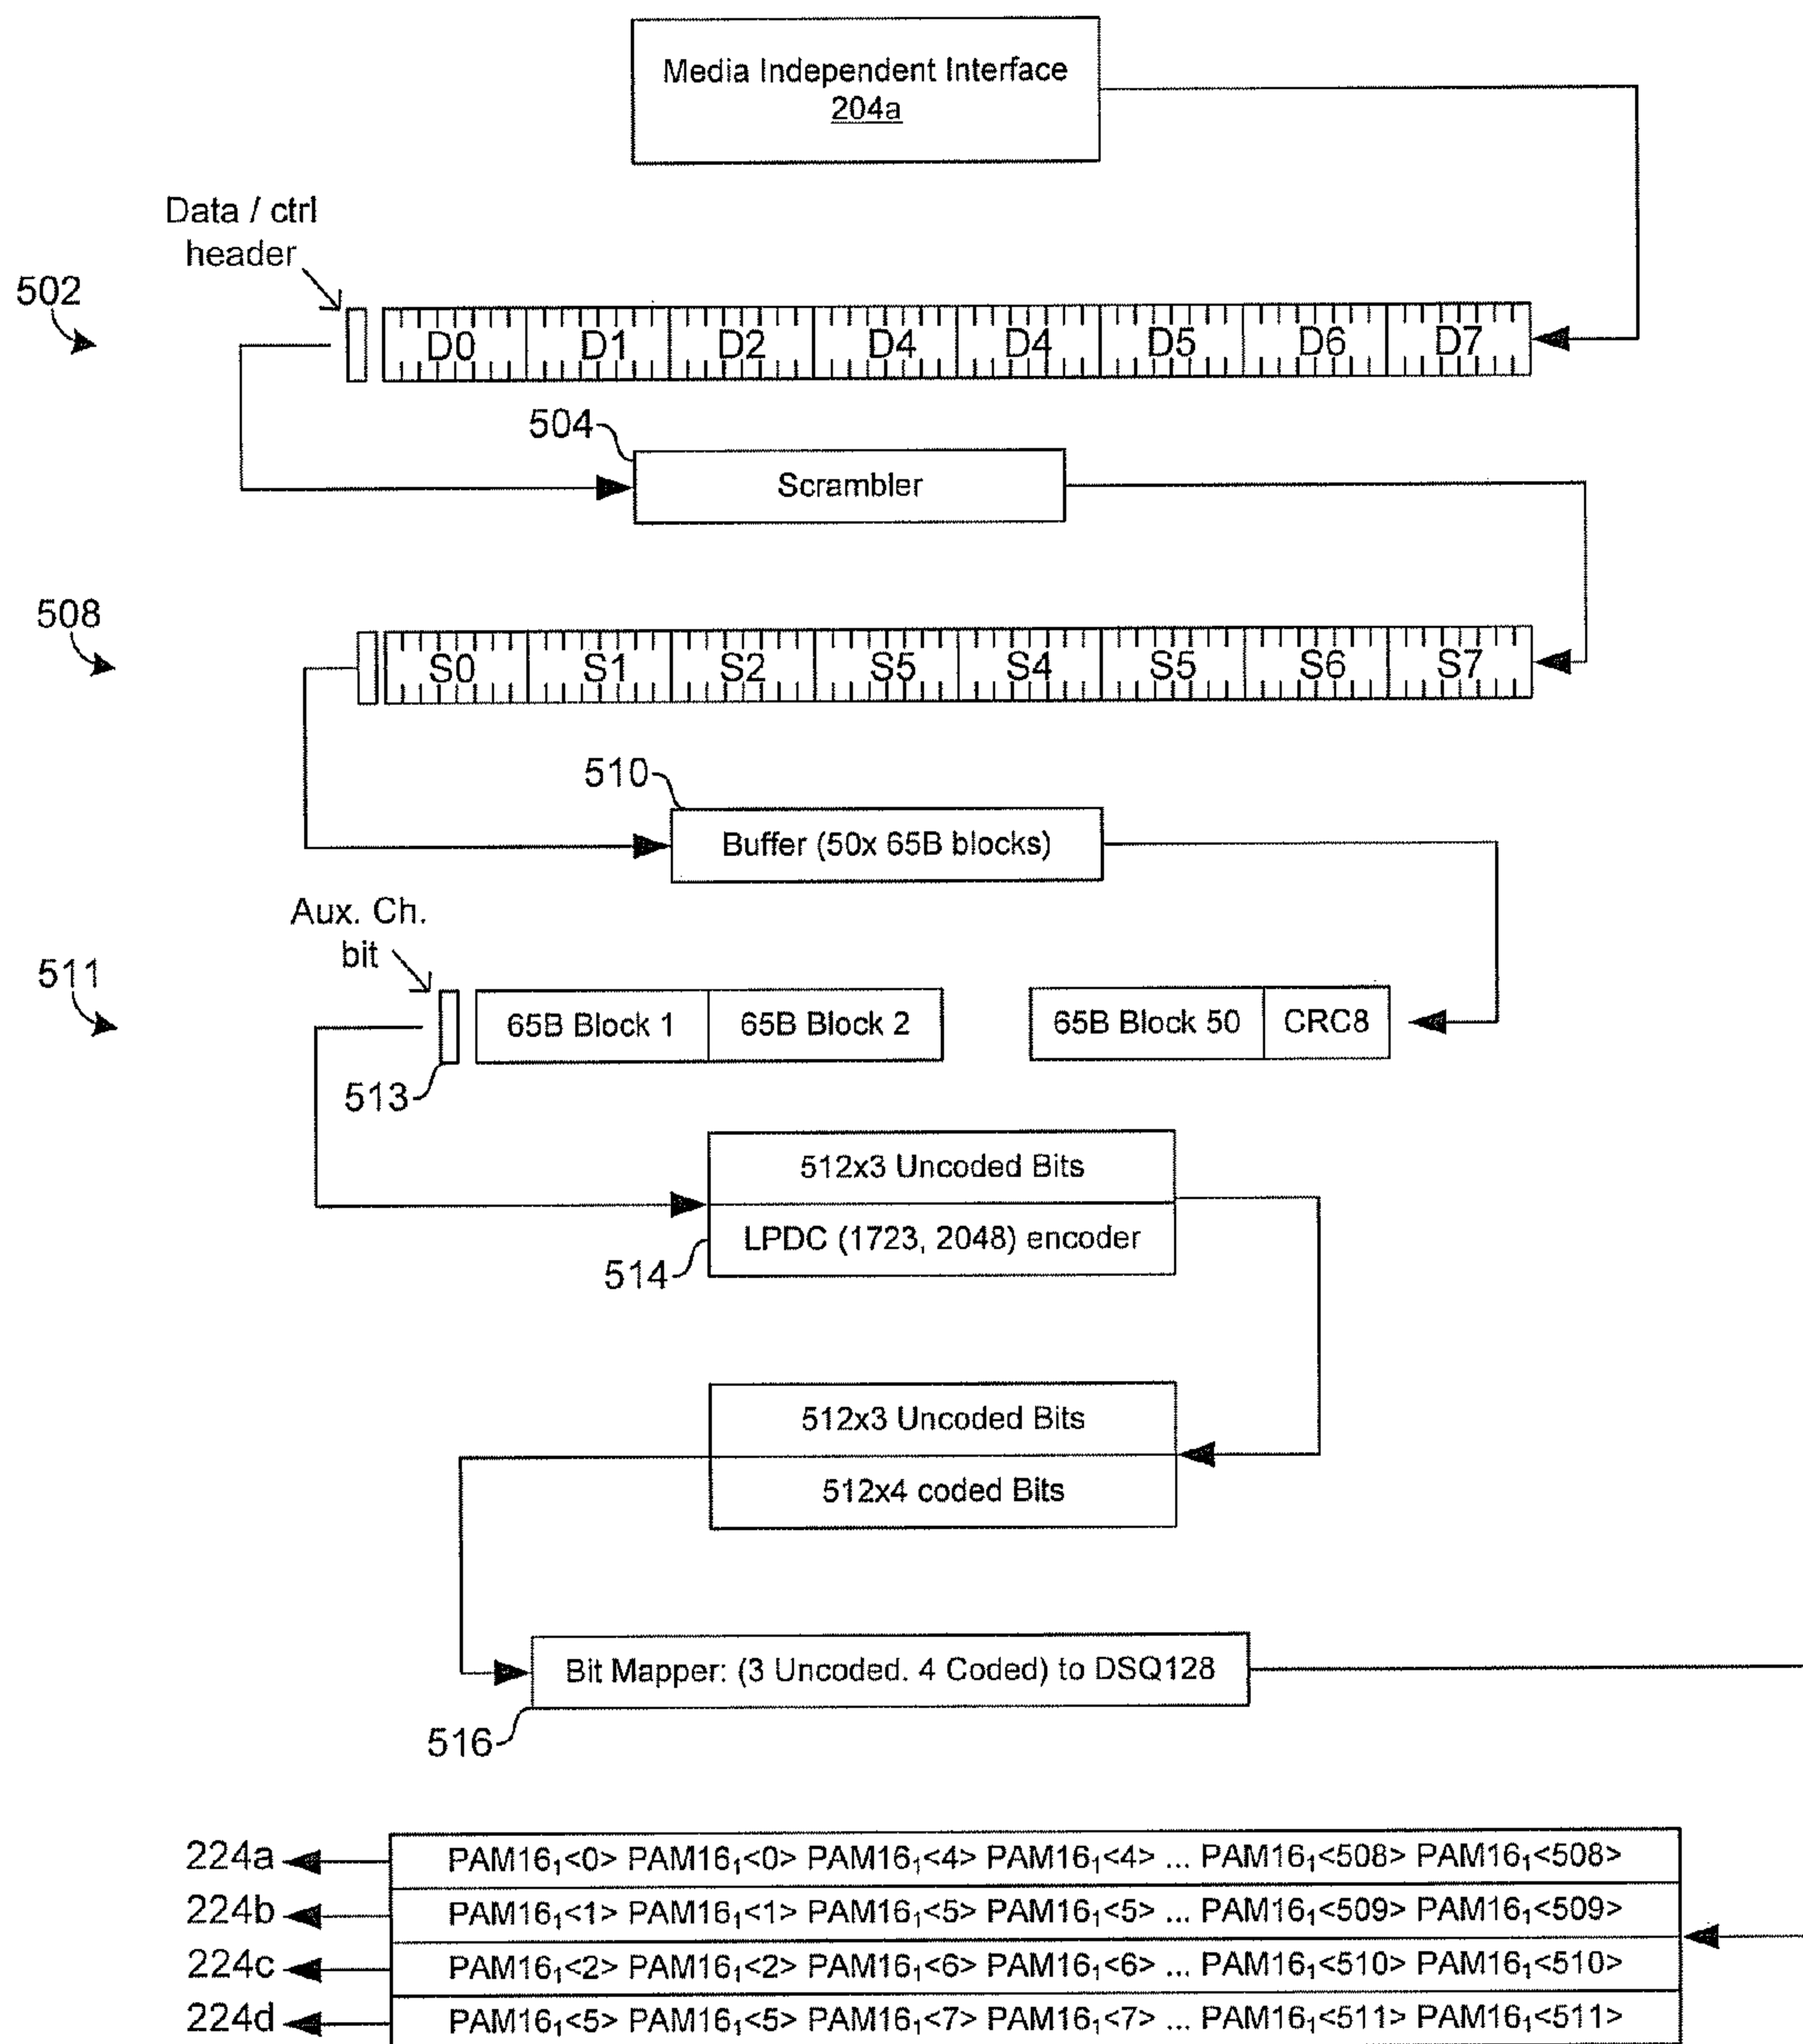 Media Independent Interface
204a
Data / ctrl
header
502
D0 D1 D2 D4 D4 D5 D6 D7
504
Scrambler
508
S0 S1 S2 S5 S4 S5 S6 S7
510
Buffer (50x 65B blocks)
Aux. Ch.
bit
511
65B Block 1 65B Block 2 65B Block 50 CRC8
513
512x3 Uncoded Bits
LPDC (1723, 2048) encoder
514
512x3 Uncoded Bits
512x4 coded Bits
Bit Mapper: (3 Uncoded. 4 Coded) to DSQ128
516
224a PAM16₁<0> PAM16₁<0> PAM16₁<4> PAM16₁<4> ... PAM16₁<508> PAM16₁<508>
224b PAM16₁<1> PAM16₁<1> PAM16₁<5> PAM16₁<5> ... PAM16₁<509> PAM16₁<509>
224c PAM16₁<2> PAM16₁<2> PAM16₁<6> PAM16₁<6> ... PAM16₁<510> PAM16₁<510>
224d PAM16₁<5> PAM16₁<5> PAM16₁<7> PAM16₁<7> ... PAM16₁<511> PAM16₁<511>